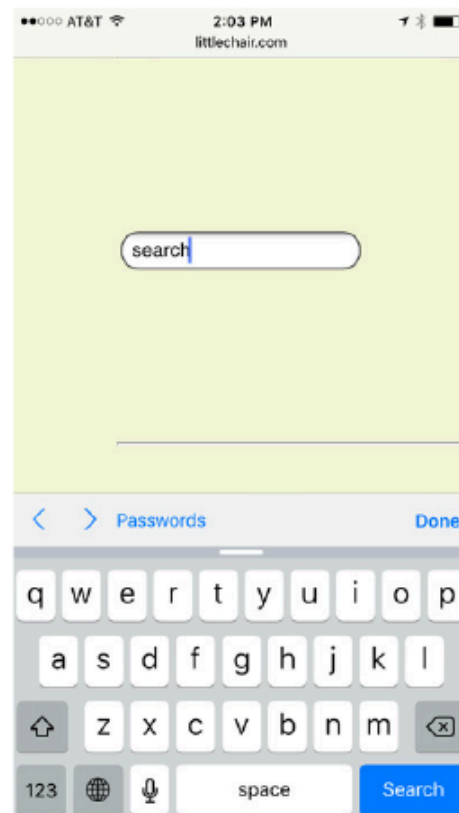 AT&T 2:03 PM
littlechair.com
search
Passwords Done
q w e r t y u i o p
a s d f g h j k l
z x c v b n m
123 space Search